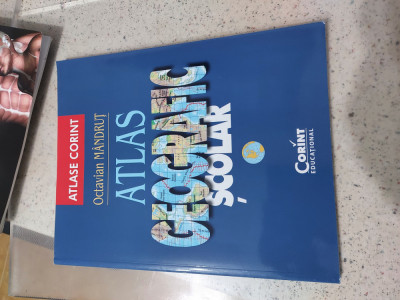 ATLASE CORINT
Octavian MÂNDRUȚ
ATLAS
GEOGRAFIC
ȘCOLAR
CORINT
EDUCAȚIONAL